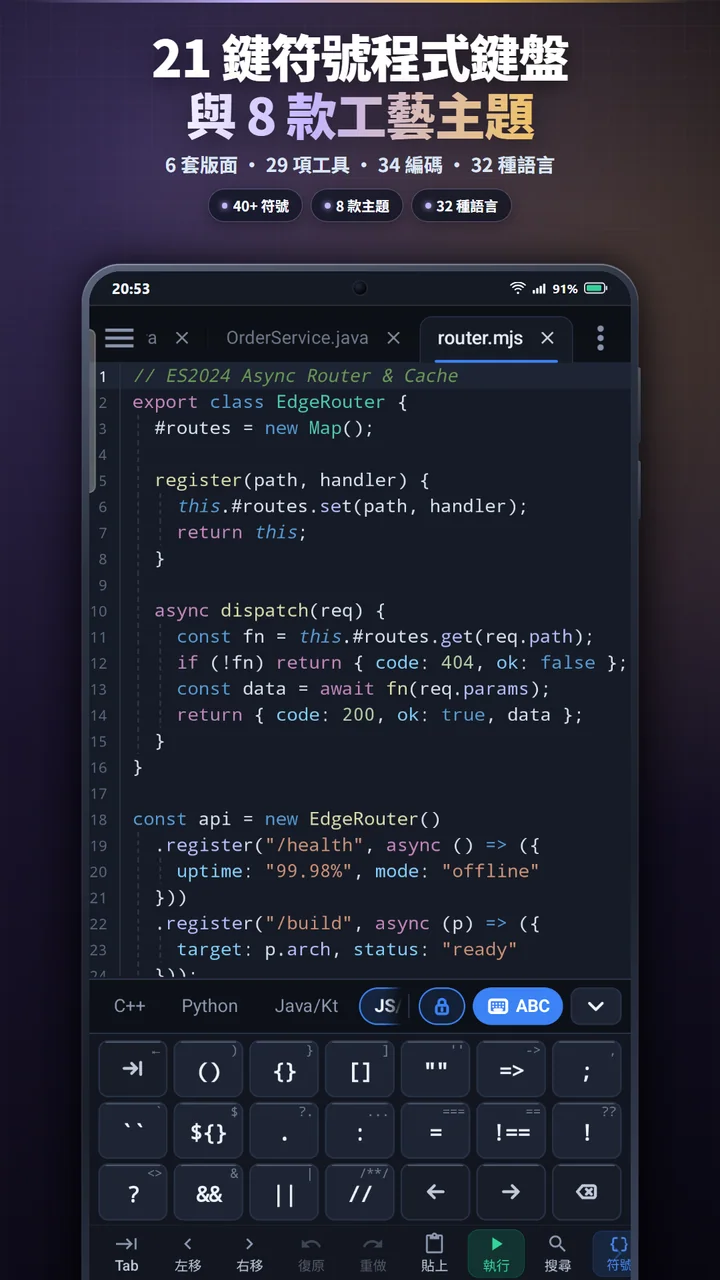 21 鍵符號程式鍵盤
與 8 款工藝主題
6 套版面 • 29 項工具 • 34 編碼 • 32 種語言
• 40+ 符號 • 8 款主題 • 32 種語言
20:53 91%
a × OrderService.java × router.mjs ×
1 // ES2024 Async Router & Cache
2 export class EdgeRouter {
3 #routes = new Map();
4
5 register(path, handler) {
6 this.#routes.set(path, handler);
7 return this;
8 }
9
10 async dispatch(req) {
11 const fn = this.#routes.get(req.path);
12 if (!fn) return { code: 404, ok: false };
13 const data = await fn(req.params);
14 return { code: 200, ok: true, data };
15 }
16 }
17
18 const api = new EdgeRouter()
19 .register("/health", async () => ({
20 uptime: "99.98%", mode: "offline"
21 }))
22 .register("/build", async (p) => ({
23 target: p.arch, status: "ready"
24 }));
C++ Python Java/Kt JS/ ABC
← ) } ] '' -> ,
→| () {} [] "" => ;
` $ ?. ... === == ??
`` ${} . : = !== !
<> & | /**/
? && || // ← → ⌫
Tab 左移 右移 復原 重做 貼上 執行 搜尋 符號